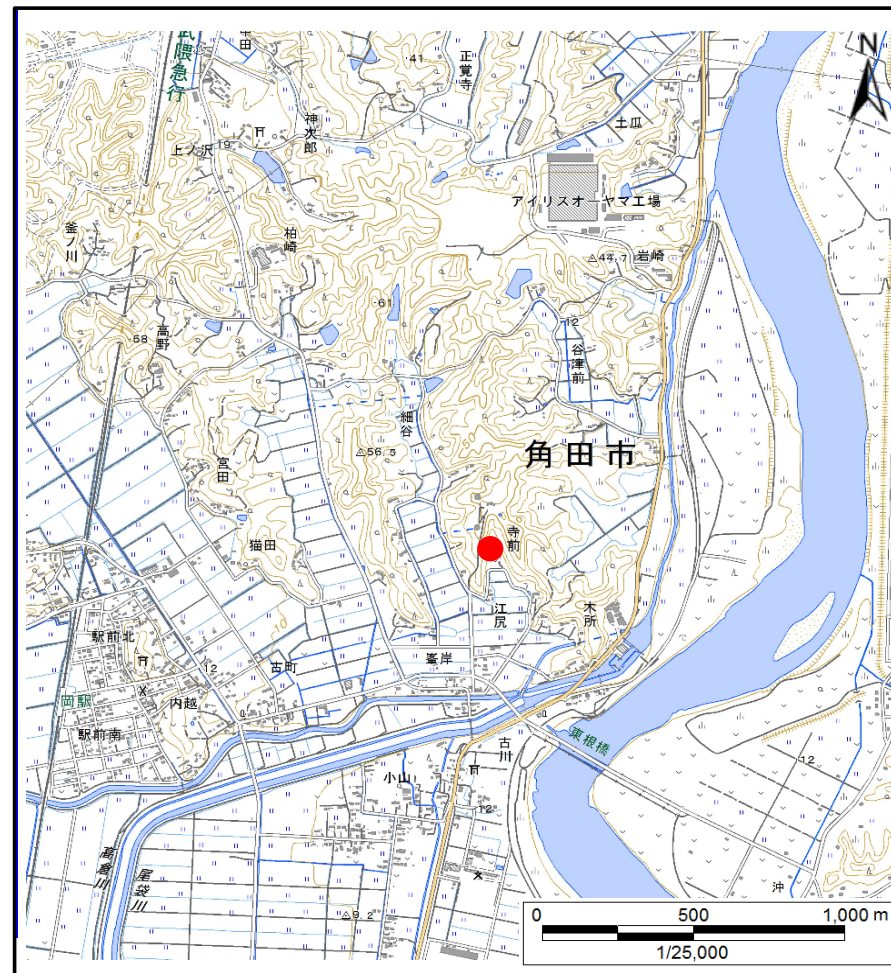 武隈急行
正覚寺
41
N
神次郎
土瓜
上ノ沢
19
アイリスオーヤマ工場
柏崎
釜ノ川
岩崎
44.7
61
12
高野
58
谷津前
細谷
角田市
56.5
宮田
寺前
猫田
江尻
木所
駅前北
12
古町
峯岸
岡駅
内越
東根橋
駅前南
古川
12
小山
12
高倉川
尾袋川
沖
9.2
0 500 1,000 m
1/25,000